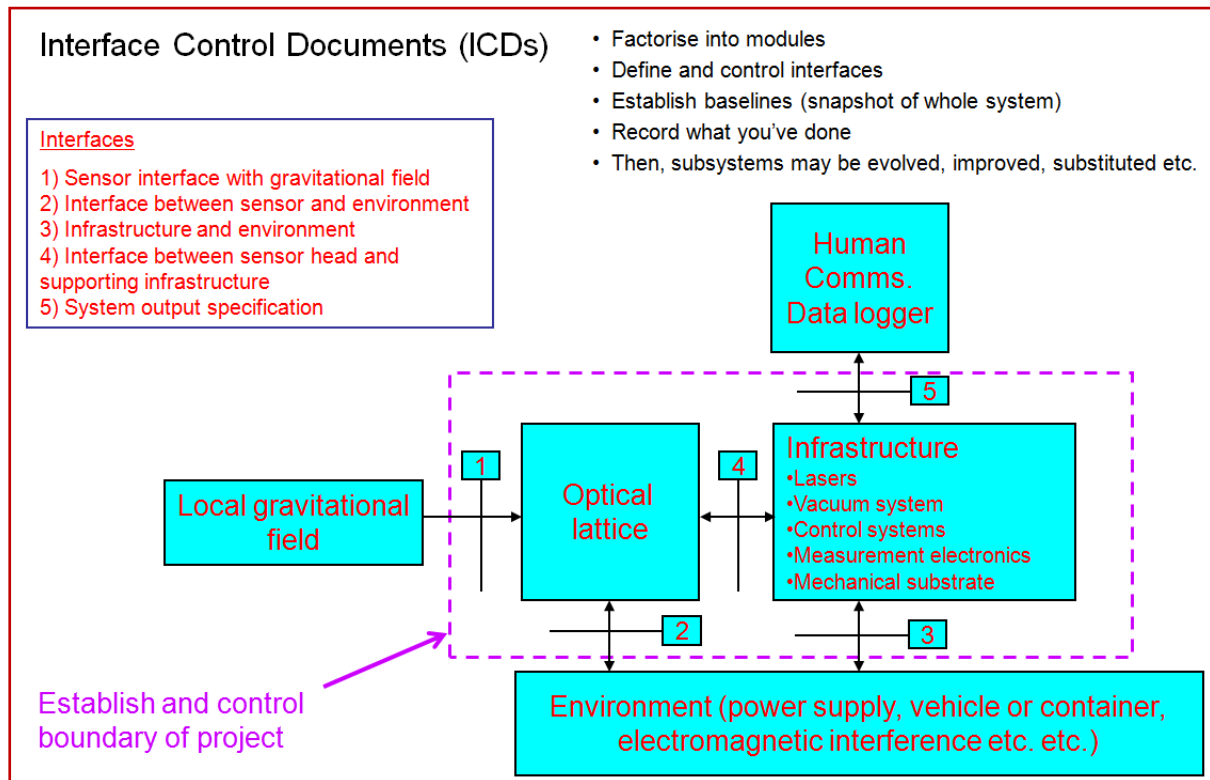 Interface Control Documents (ICDs)
• Factorise into modules
• Define and control interfaces
• Establish baselines (snapshot of whole system)
• Record what you've done
• Then, subsystems may be evolved, improved, substituted etc.
Interfaces
1) Sensor interface with gravitational field
2) Interface between sensor and environment
3) Infrastructure and environment
4) Interface between sensor head and
supporting infrastructure
5) System output specification
Human
Comms.
Data logger
5
1
4
Local gravitational
field
Optical
lattice
Infrastructure
•Lasers
•Vacuum system
•Control systems
•Measurement electronics
•Mechanical substrate
2
3
Establish and control
boundary of project
Environment (power supply, vehicle or container,
electromagnetic interference etc. etc.)